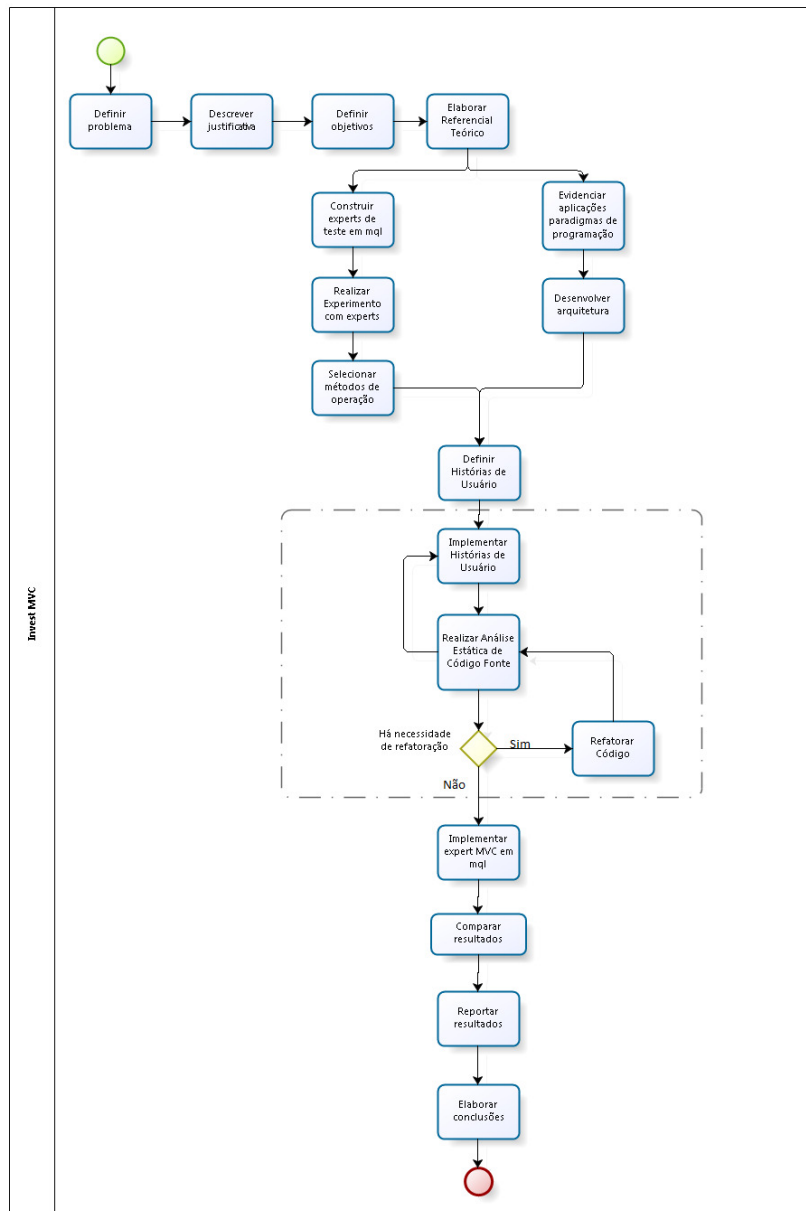 Invest MVC
Definir
problema
Descrever
justificativa
Definir
objetivos
Elaborar
Referencial
Teórico
Construir
experts de
teste em mql
Evidenciar
aplicações
paradigmas de
programação
Realizar
Experimento
com experts
Desenvolver
arquitetura
Selecionar
métodos de
operação
Definir
Histórias de
Usuário
Implementar
Histórias de
Usuário
Realizar Análise
Estática de
Código Fonte
Há necessidade
de refatoração
Sim
Refatorar
Código
Não
Implementar
expert MVC em
mql
Comparar
resultados
Reportar
resultados
Elaborar
conclusões